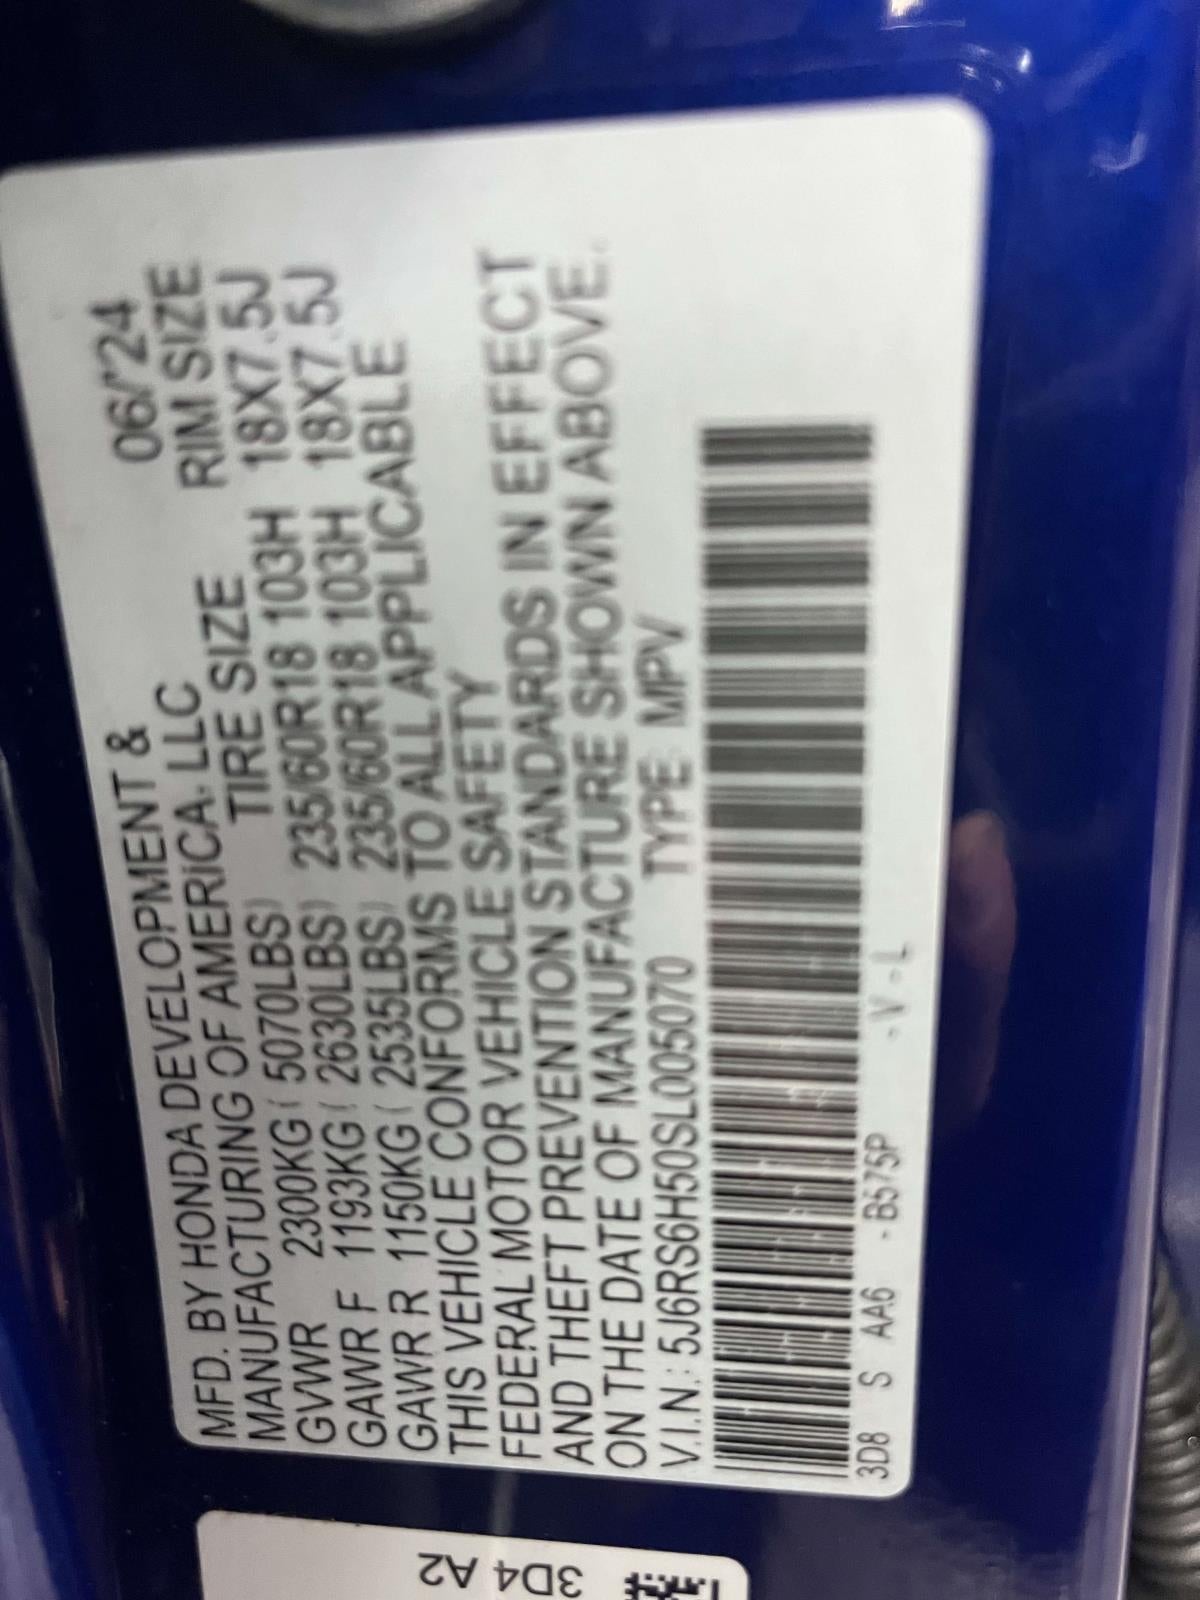 MFD. BY HONDA DEVELOPMENT & 06/'24
MANUFACTURING OF AMERICA. LLC RIM SIZE
TIRE SIZE
GVWR 2300KG ( 5070LBS) 235/60R18 103H 18X7.5J
GAWR F 1193KG ( 2630LBS) 235/60R18 103H 18X7.5J
GAWR R 1150KG ( 2535LBS)
THIS VEHICLE CONFORMS TO ALL APPLICABLE
FEDERAL MOTOR VEHICLE SAFETY
AND THEFT PREVENTION STANDARDS IN EFFECT
ON THE DATE OF MANUFACTURE SHOWN ABOVE.
V.I.N.: 5J6RS6H50SL005070 TYPE: MPV
3D8 S AA6 - B575P - V - L
3D4 A2